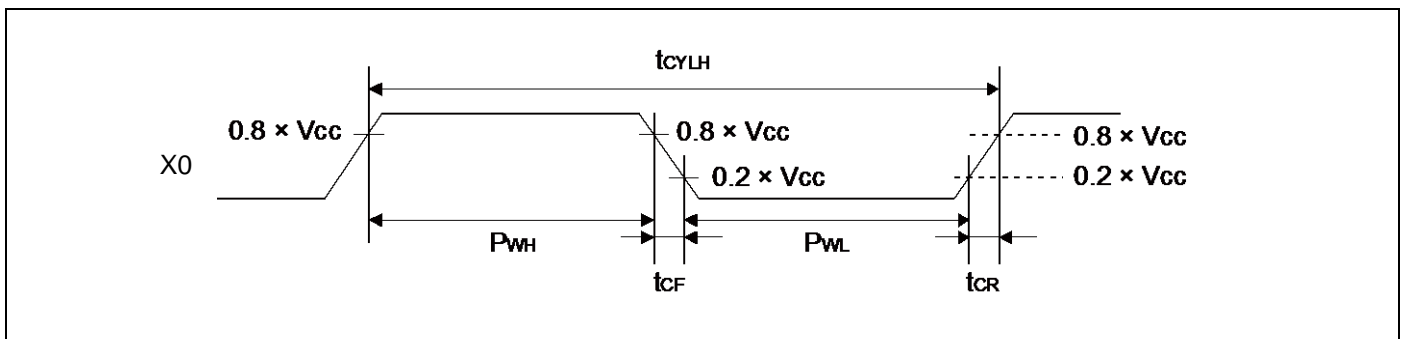 tCYLH
0.8 × Vcc
0.8 × Vcc
0.8 × Vcc
X0
0.2 × Vcc
0.2 × Vcc
PWH
PWL
tCF
tCR